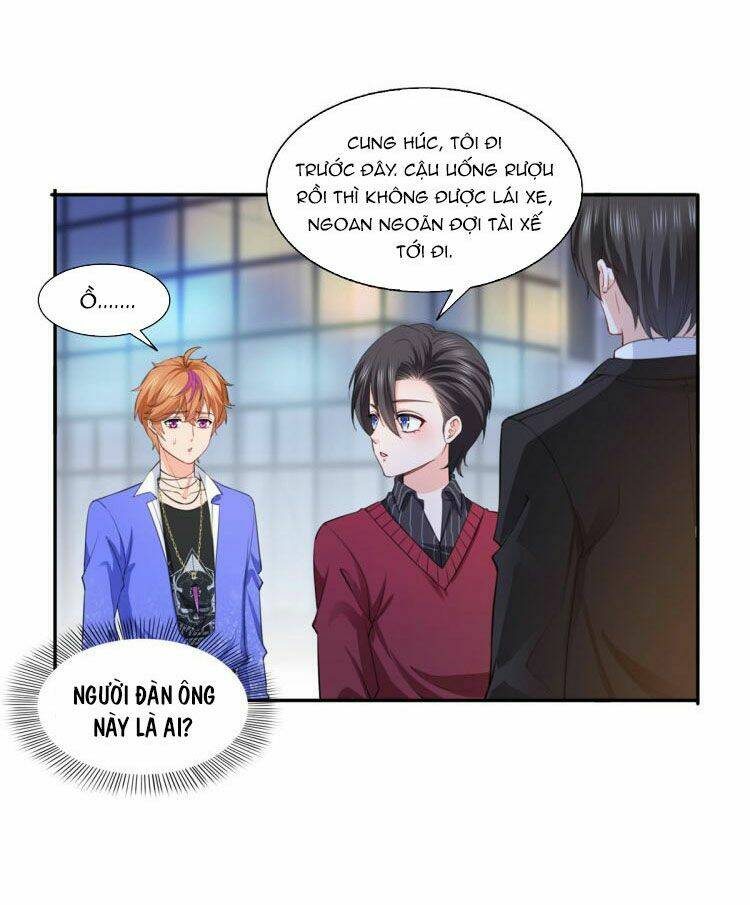 CUNG HÚC, TÔI ĐI
TRƯỚC ĐÂY. CẬU UỐNG RƯỢU
RỒI THÌ KHÔNG ĐƯỢC LÁI XE,
NGOAN NGOÃN ĐỢI TÀI XẾ
TỚI ĐI.
Ồ.......
NGƯỜI ĐÀN ÔNG
NÀY LÀ AI?